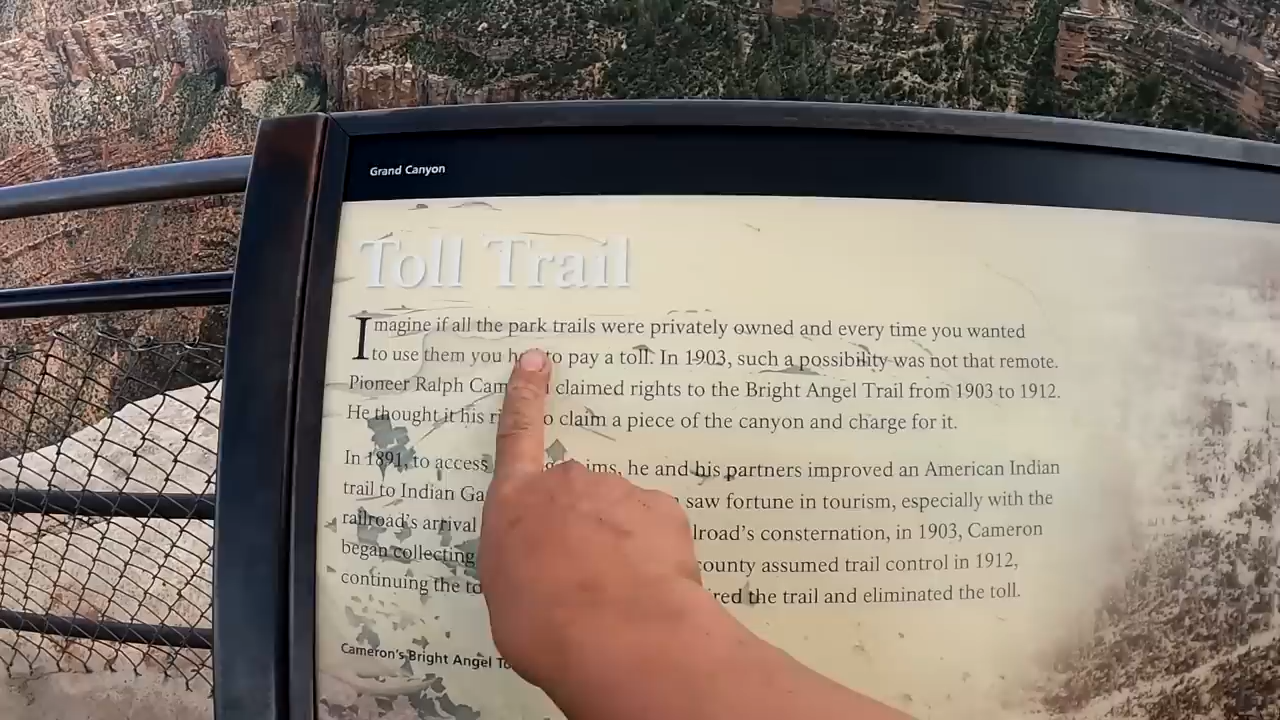 Grand Canyon
Toll Trail
Imagine if all the park trails were privately owned and every time you wanted
to use them you to pay a toll. In 1903, such a possibility was not that remote.
Pioneer Ralph claimed rights to the Bright Angel Trail from 1903 to 1912.
He thought it his claim a piece of the canyon and charge for it.
In 1891, to access he and his partners improved an American Indian
trail to Indian saw fortune in tourism, especially with the
railroad's arrival consternation, in 1903, Cameron
began collecting county assumed trail control in 1912,
continuing the the trail and eliminated the toll.
Cameron's Bright Angel